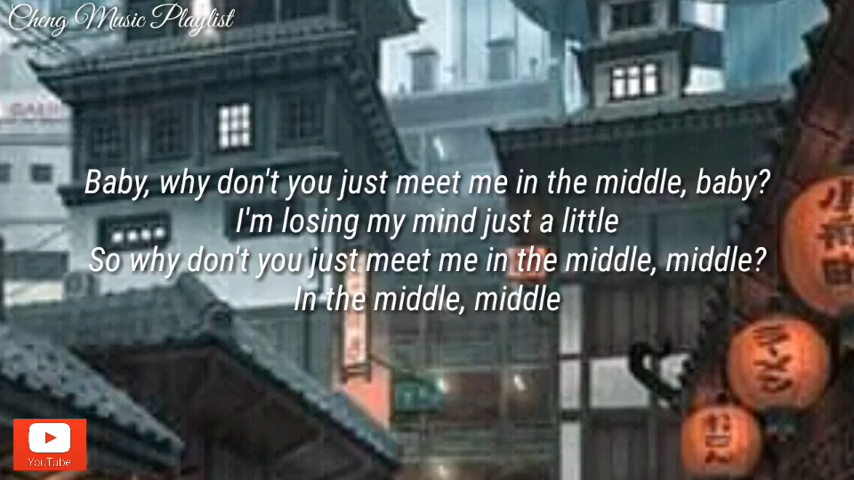 Cheng Music Playlist
Baby, why don't you just meet me in the middle, baby?
I'm losing my mind just a little
So why don't you just meet me in the middle, middle?
In the middle, middle
YouTube